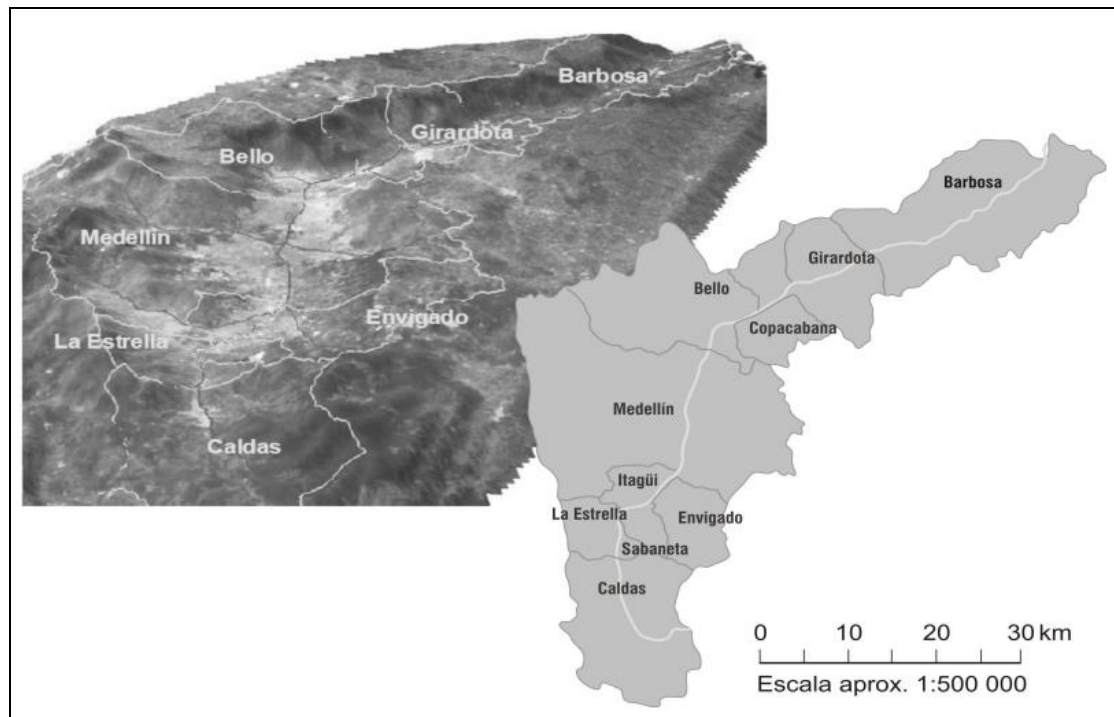 Barbosa
Girardota
Bello
Medellín
Envigado
La Estrella
Caldas
Barbosa
Girardota
Bello
Copacabana
Medellín
Itagüi
La Estrella
Envigado
Sabaneta
Caldas
0 10 20 30 km
Escala aprox. 1:500 000